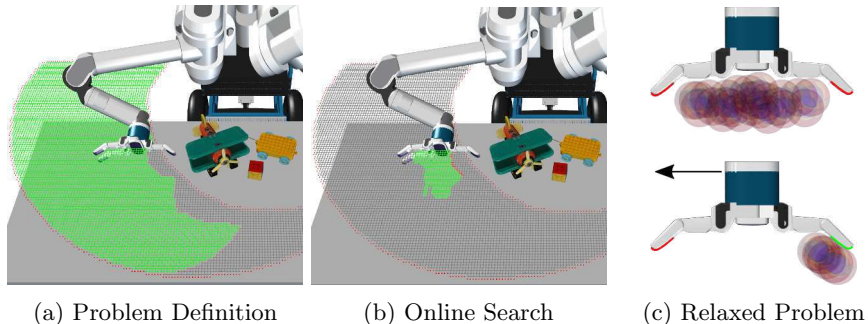 (a) Problem Definition
(b) Online Search
(c) Relaxed Problem